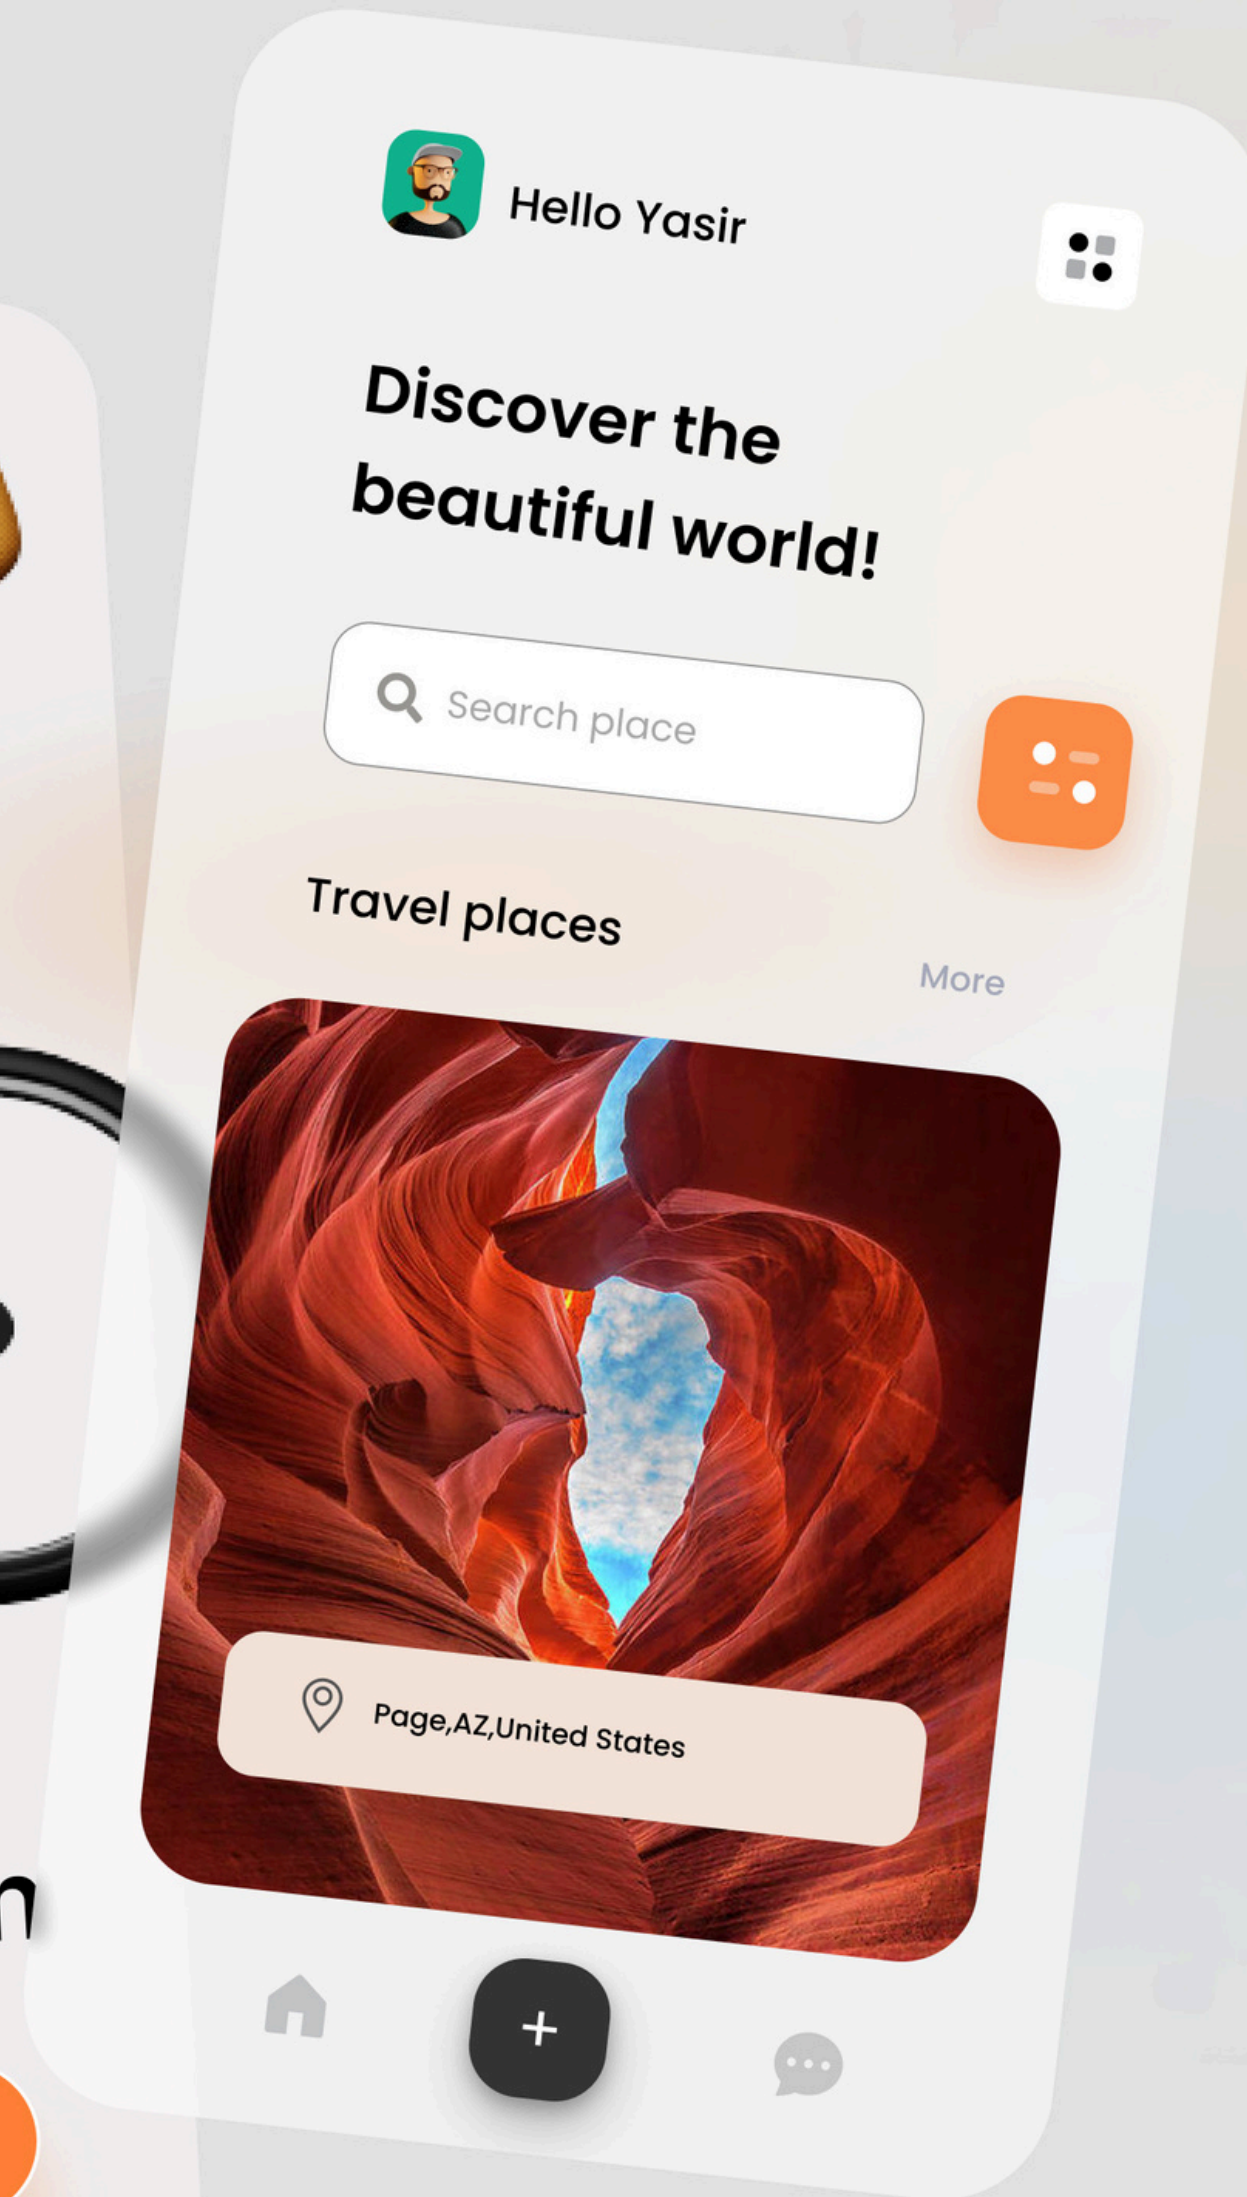 Hello Yasir
Discover the
beautiful world!
Search place
Travel places
More
Page,AZ,United States